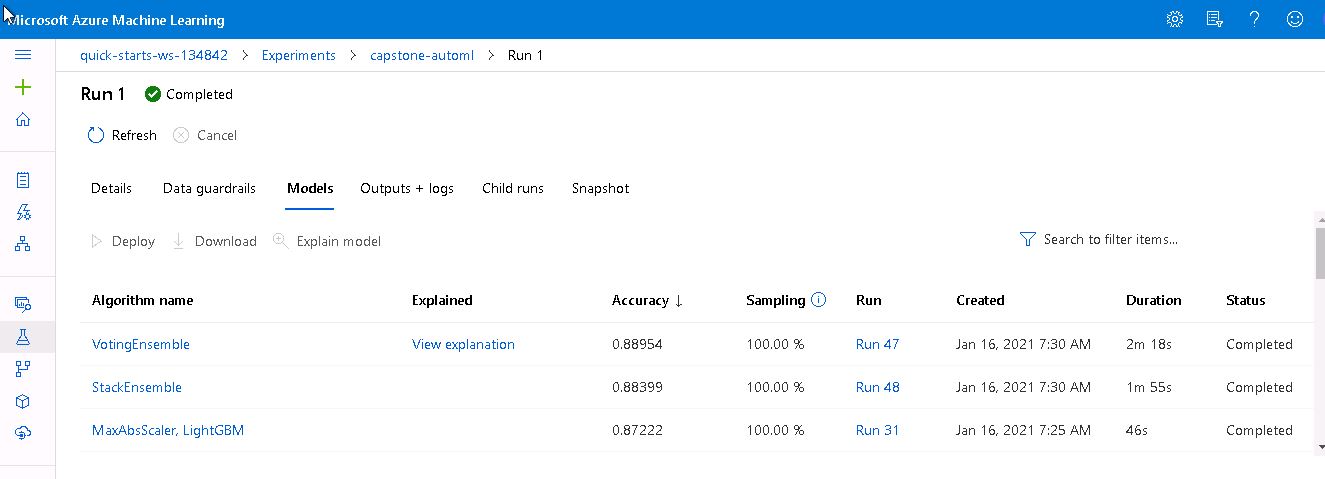 Microsoft Azure Machine Learning
quick-starts-ws-134842 > Experiments > capstone-automl > Run 1
Run 1 Completed
Refresh Cancel
Details Data guardrails Models Outputs + logs Child runs Snapshot
Deploy Download Explain model Search to filter items...
Algorithm name Explained Accuracy ↓ Sampling Run Created Duration Status
VotingEnsemble View explanation 0.88954 100.00 % Run 47 Jan 16, 2021 7:30 AM 2m 18s Completed
StackEnsemble 0.88399 100.00 % Run 48 Jan 16, 2021 7:30 AM 1m 55s Completed
MaxAbsScaler, LightGBM 0.87222 100.00 % Run 31 Jan 16, 2021 7:25 AM 46s Completed